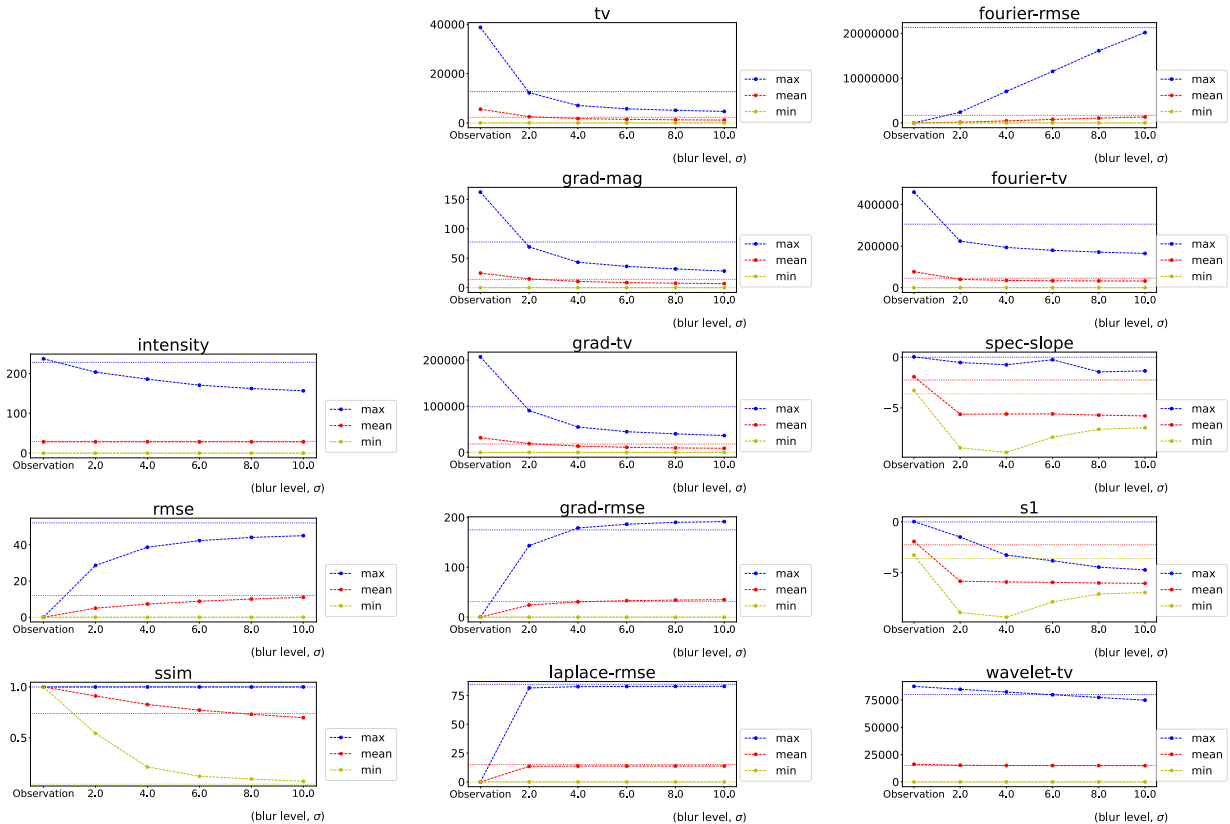 tv
40000
20000
0
Observation 2.0 4.0 6.0 8.0 10.0
(blur level, σ)
max
mean
min
fourier-rmse
20000000
10000000
0
Observation 2.0 4.0 6.0 8.0 10.0
(blur level, σ)
max
mean
min
grad-mag
150
100
50
0
Observation 2.0 4.0 6.0 8.0 10.0
(blur level, σ)
max
mean
min
fourier-tv
400000
200000
0
Observation 2.0 4.0 6.0 8.0 10.0
(blur level, σ)
max
mean
min
intensity
200
100
0
Observation 2.0 4.0 6.0 8.0 10.0
(blur level, σ)
max
mean
min
grad-tv
200000
100000
0
Observation 2.0 4.0 6.0 8.0 10.0
(blur level, σ)
max
mean
min
spec-slope
0
−5
Observation 2.0 4.0 6.0 8.0 10.0
(blur level, σ)
max
mean
min
rmse
40
20
0
Observation 2.0 4.0 6.0 8.0 10.0
(blur level, σ)
max
mean
min
grad-rmse
200
100
0
Observation 2.0 4.0 6.0 8.0 10.0
(blur level, σ)
max
mean
min
s1
0
−5
Observation 2.0 4.0 6.0 8.0 10.0
(blur level, σ)
max
mean
min
ssim
1.0
0.5
Observation 2.0 4.0 6.0 8.0 10.0
(blur level, σ)
max
mean
min
laplace-rmse
75
50
25
0
Observation 2.0 4.0 6.0 8.0 10.0
(blur level, σ)
max
mean
min
wavelet-tv
75000
50000
25000
0
Observation 2.0 4.0 6.0 8.0 10.0
(blur level, σ)
max
mean
min